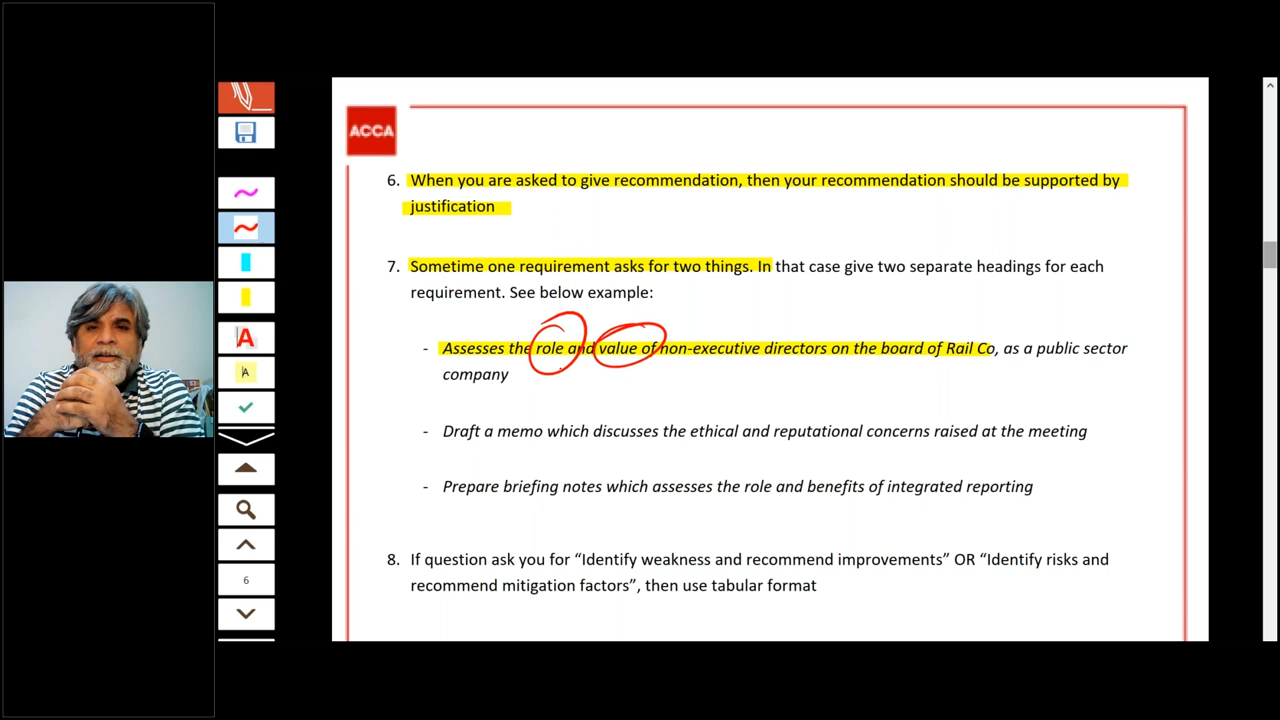 ACCA
6. When you are asked to give recommendation, then your recommendation should be supported by
justification
7. Sometime one requirement asks for two things. In that case give two separate headings for each
requirement. See below example:
- Assesses the role and value of non-executive directors on the board of Rail Co, as a public sector
company
- Draft a memo which discusses the ethical and reputational concerns raised at the meeting
- Prepare briefing notes which assesses the role and benefits of integrated reporting
8. If question ask you for “Identify weakness and recommend improvements” OR “Identify risks and
recommend mitigation factors”, then use tabular format
A
A
6